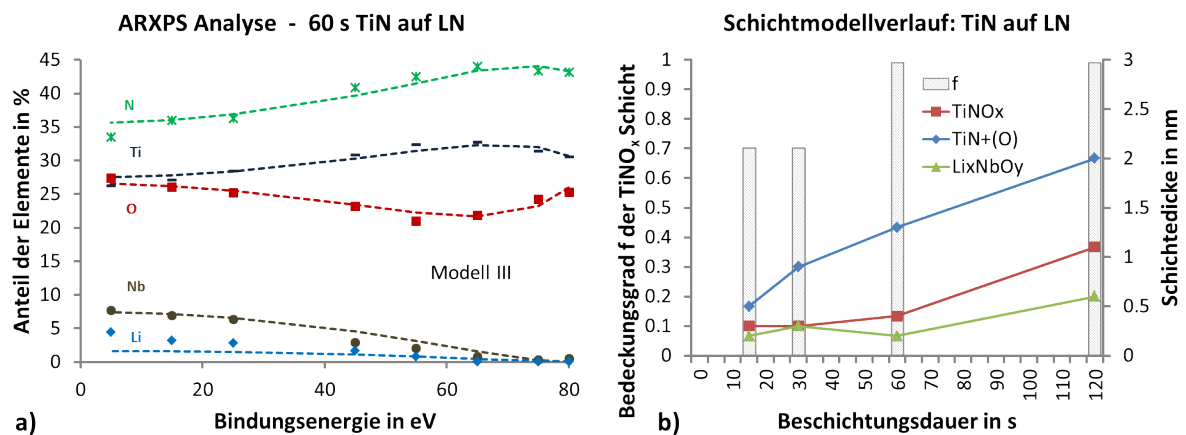 ARXPS Analyse - 60 s TiN auf LN
Anteil der Elemente in %
45
40
35
30
25
20
15
10
5
0
N
Ti
O
Nb
Li
Modell III
0
20
40
60
80
Bindungsenergie in eV
a)
Schichtmodellverlauf: TiN auf LN
Bedeckungsgrad f der TiNOx Schicht
1
0.9
0.8
0.7
0.6
0.5
0.4
0.3
0.2
0.1
0
f
TiNOx
TiN+(O)
LixNbOy
3
2.5
2
1.5
1
0.5
0
Schichtedicke in nm
0
10
20
30
40
50
60
70
80
90
100
110
120
Beschichtungsdauer in s
b)